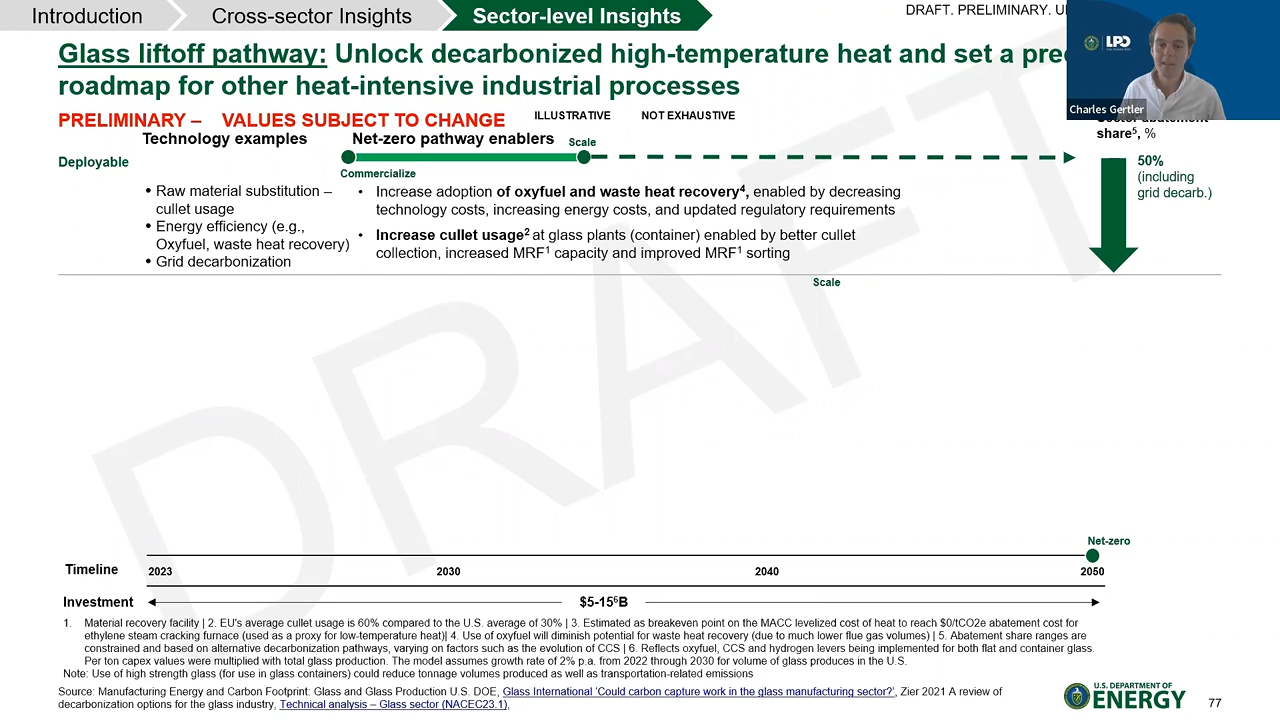 Introduction
Cross-sector Insights
Sector-level Insights
DRAFT. PRELIMINARY.
LPO
Charles Gertler
Glass liftoff pathway: Unlock decarbonized high-temperature heat and set a
roadmap for other heat-intensive industrial processes
PRELIMINARY – VALUES SUBJECT TO CHANGE
ILLUSTRATIVE
NOT EXHAUSTIVE
Technology examples
Net-zero pathway enablers
Scale
share5, %
Deployable
Commercialize
50%
(including
grid decarb.)
• Raw material substitution –
cullet usage
• Energy efficiency (e.g.,
Oxyfuel, waste heat recovery)
• Grid decarbonization
• Increase adoption of oxyfuel and waste heat recovery4, enabled by decreasing
technology costs, increasing energy costs, and updated regulatory requirements
• Increase cullet usage2 at glass plants (container) enabled by better cullet
collection, increased MRF1 capacity and improved MRF1 sorting
Scale
DRAFT
Net-zero
Timeline
2023
2030
2040
2050
Investment
$5-156B
1. Material recovery facility | 2. EU's average cullet usage is 60% compared to the U.S. average of 30% | 3. Estimated as breakeven point on the MACC levelized cost of heat to reach $0/tCO2e abatement cost for
ethylene steam cracking furnace (used as a proxy for low-temperature heat)| 4. Use of oxyfuel will diminish potential for waste heat recovery (due to much lower flue gas volumes) | 5. Abatement share ranges are
constrained and based on alternative decarbonization pathways, varying on factors such as the evolution of CCS | 6. Reflects oxyfuel, CCS and hydrogen levers being implemented for both flat and container glass.
Per ton capex values were multiplied with total glass production. The model assumes growth rate of 2% p.a. from 2022 through 2030 for volume of glass produces in the U.S.
Note: Use of high strength glass (for use in glass containers) could reduce tonnage volumes produced as well as transportation-related emissions
Source: Manufacturing Energy and Carbon Footprint: Glass and Glass Production U.S. DOE, Glass International 'Could carbon capture work in the glass manufacturing sector?', Zier 2021 A review of
decarbonization options for the glass industry, Technical analysis – Glass sector (NACEC23.1),
U.S. DEPARTMENT OF
ENERGY
77